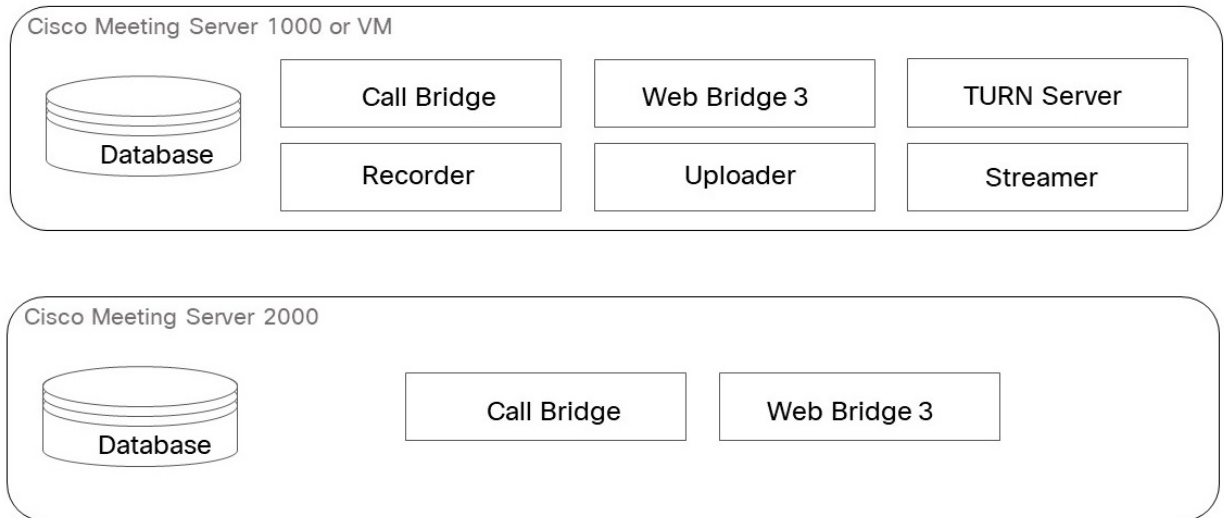 Cisco Meeting Server 1000 or VM
Call Bridge
Web Bridge 3
TURN Server
Database
Recorder
Uploader
Streamer
Cisco Meeting Server 2000
Call Bridge
Web Bridge 3
Database